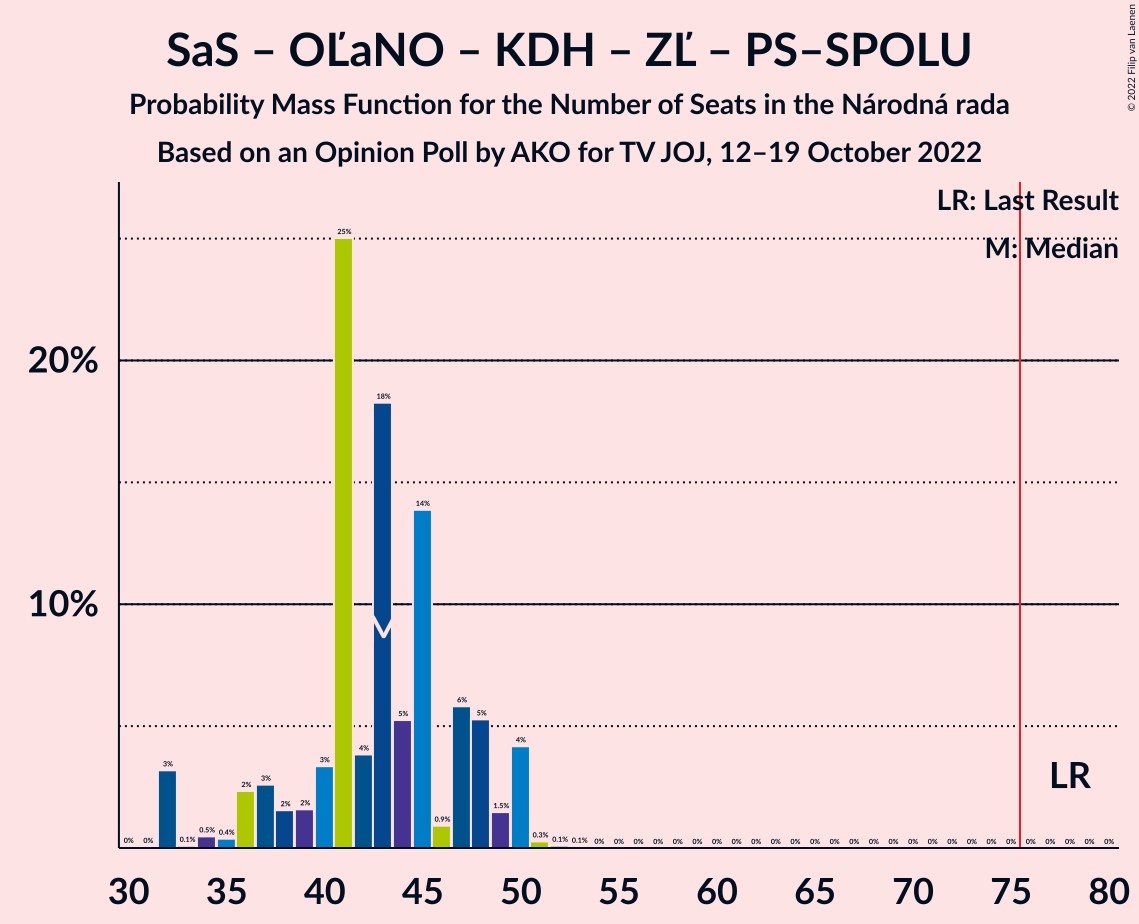 SaS – OĽaNO – KDH – ZĽ – PS–SPOLU
Probability Mass Function for the Number of Seats in the Národná rada
Based on an Opinion Poll by AKO for TV JOJ, 12–19 October 2022
© 2022 Filip van Laenen
LR: Last Result
M: Median
20%
10%
0% 0% 3% 0.1% 0.5% 0.4% 2% 3% 2% 2% 3% 25% 4% 18% 5% 14% 0.9% 6% 5% 1.5% 4% 0.3% 0.1% 0.1% 0% 0% 0% 0% 0% 0% 0% 0% 0% 0% 0% 0% 0% 0% 0% 0% 0% 0% 0% 0% 0% 0% 0% 0% 0% 0% 0%
LR
30 35 40 45 50 55 60 65 70 75 80